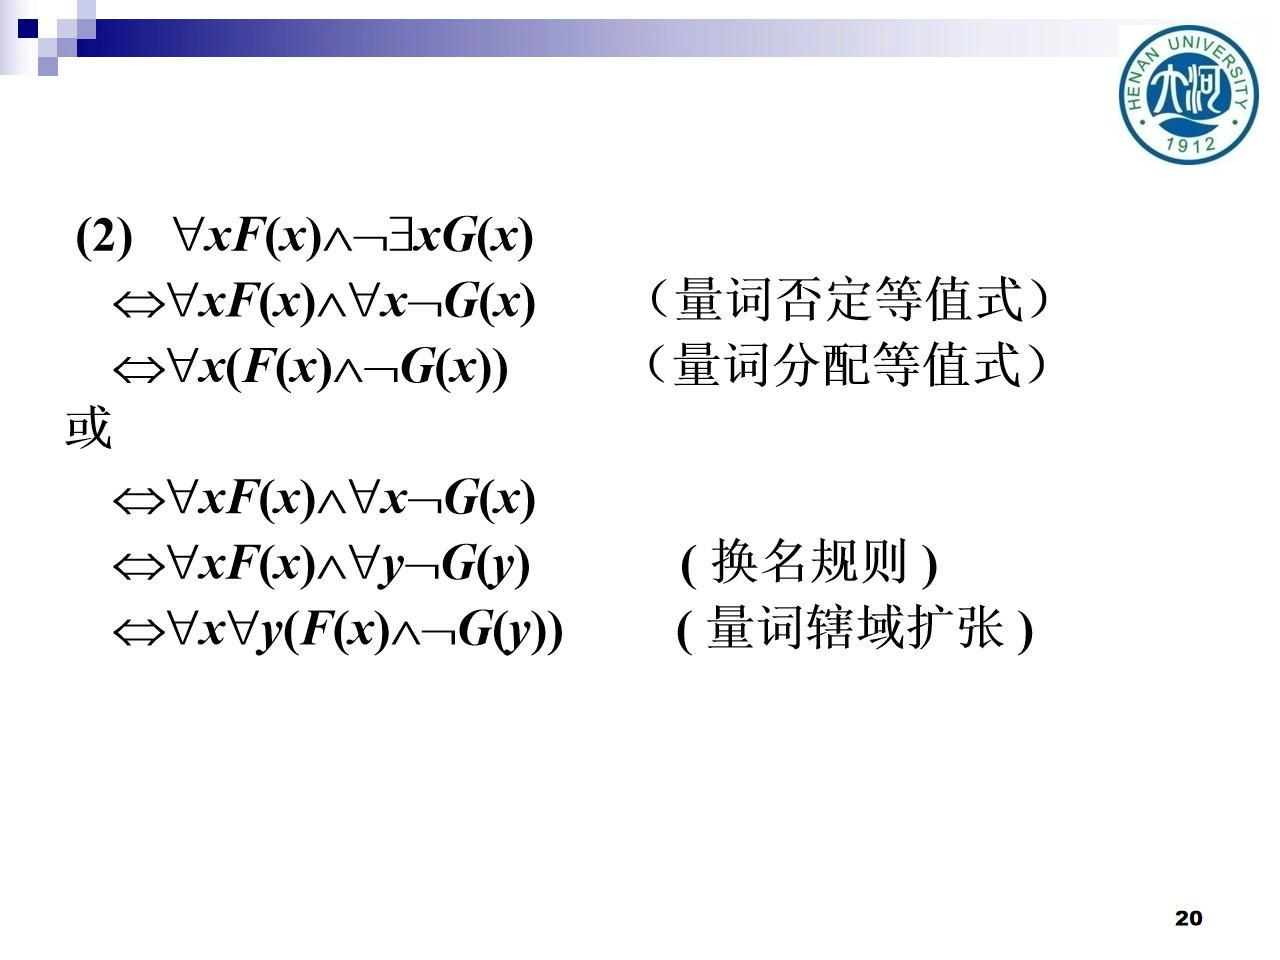 HENAN UNIVERSITY
1912
(2) ∀xF(x)∧¬∃xG(x)
⇔∀xF(x)∧∀x¬G(x) （量词否定等值式）
⇔∀x(F(x)∧¬G(x)) （量词分配等值式）
或
⇔∀xF(x)∧∀x¬G(x)
⇔∀xF(x)∧∀y¬G(y) ( 换名规则 )
⇔∀x∀y(F(x)∧¬G(y)) ( 量词辖域扩张 )
20